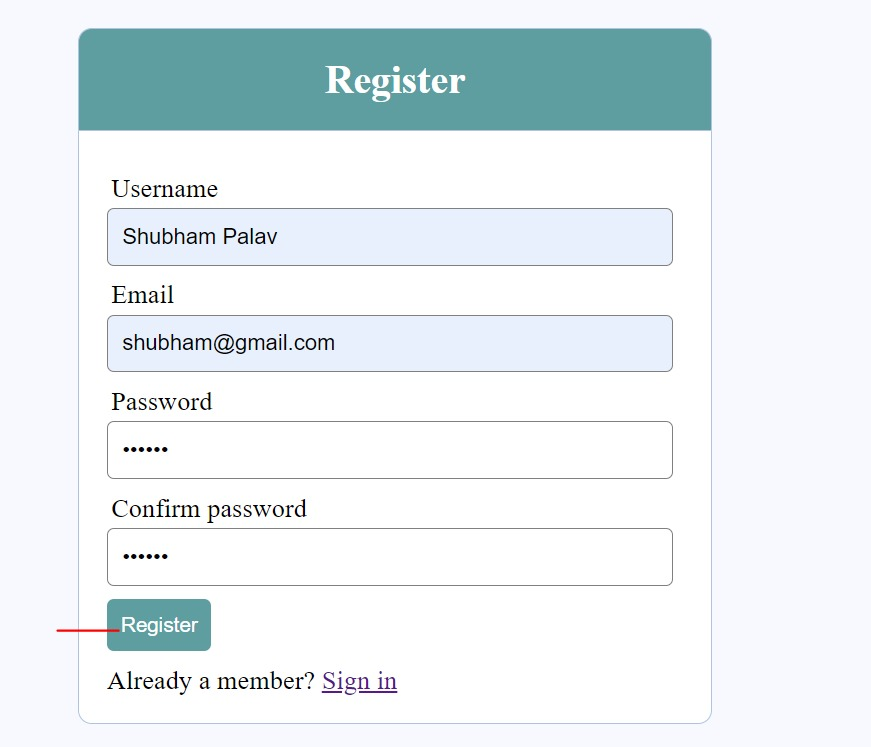 Register
Username
Shubham Palav
Email
shubham@gmail.com
Password
••••••
Confirm password
••••••
Register
Already a member? Sign in